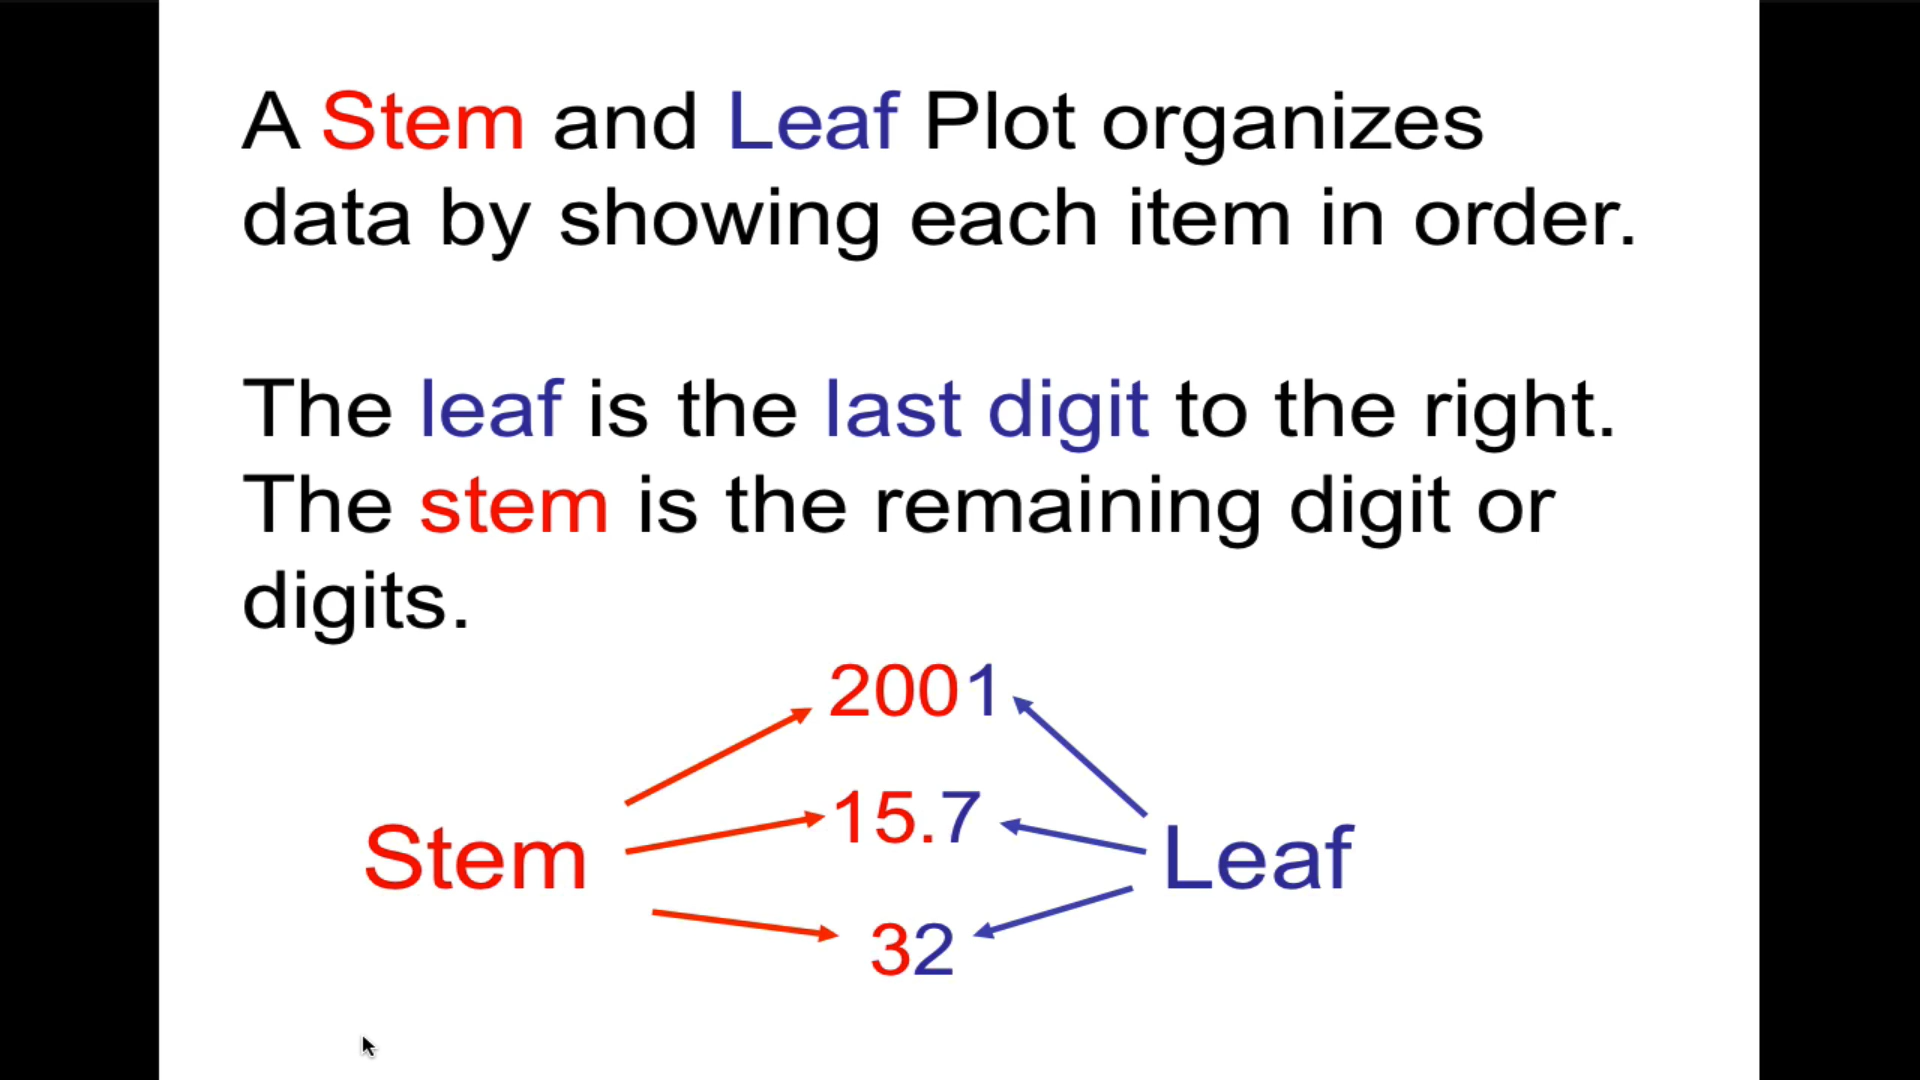 A Stem and Leaf Plot organizes
data by showing each item in order.
The leaf is the last digit to the right.
The stem is the remaining digit or
digits.
2001
15.7
Stem
Leaf
32